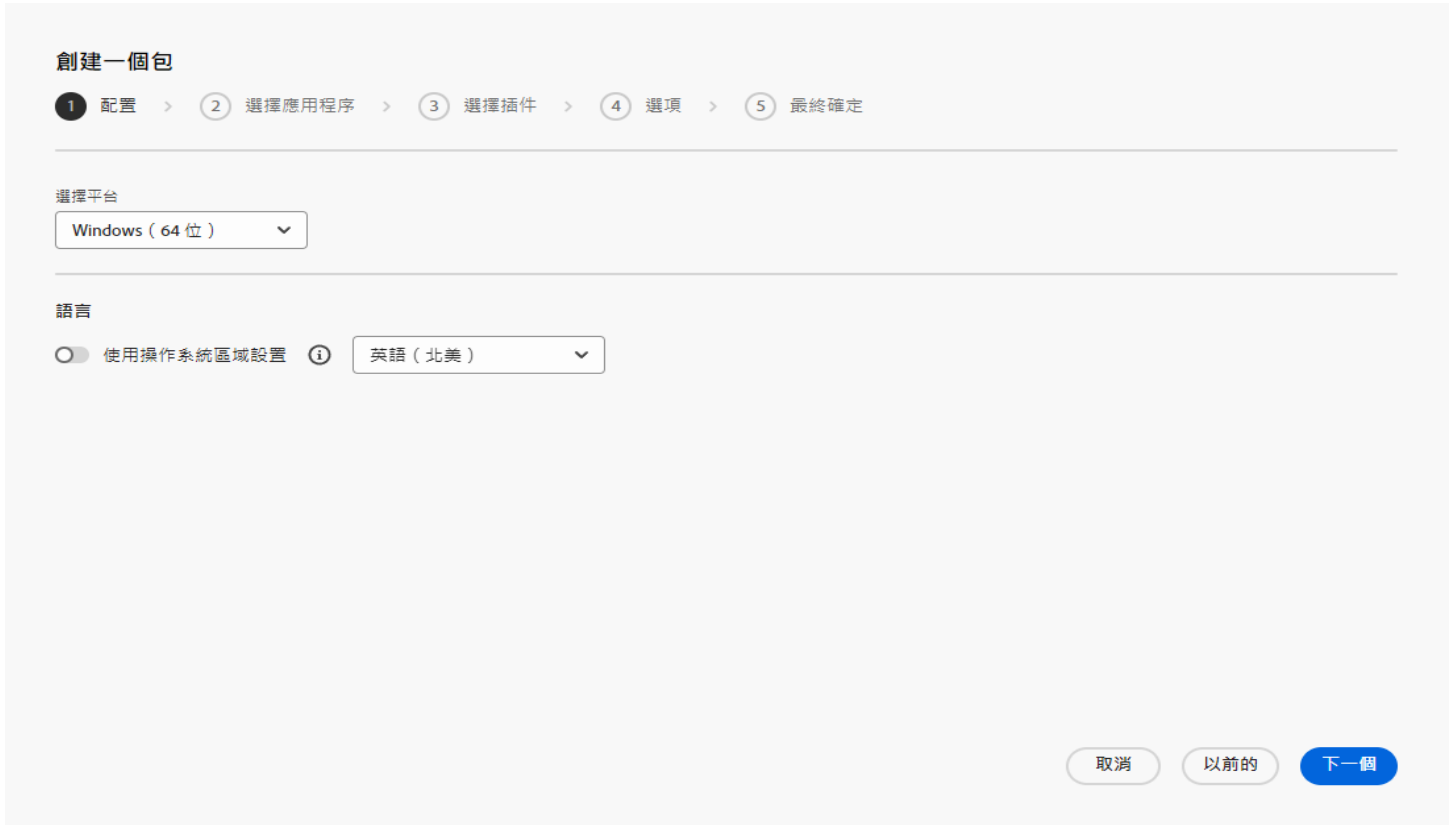 創建一個包
1 配置 > 2 選擇應用程序 > 3 選擇插件 > 4 選項 > 5 最終確定
選擇平台
Windows（64 位）
語言
使用操作系統區域設置 英語（北美）
取消 以前的 下一個